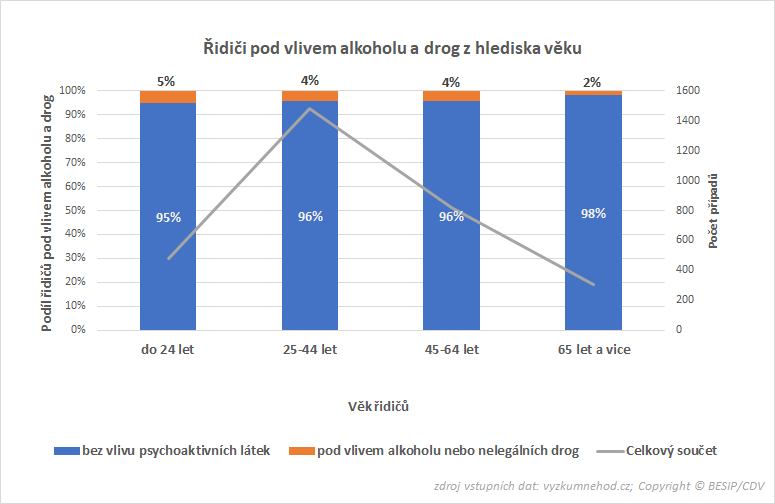 Řidiči pod vlivem alkoholu a drog z hlediska věku
Podíl řidičů pod vlivem alkoholu a drog
100%
90%
80%
70%
60%
50%
40%
30%
20%
10%
0%
5%
4%
4%
2%
95%
96%
96%
98%
1600
1400
1200
1000
800
600
400
200
0
Počet případů
do 24 let
25-44 let
45-64 let
65 let a vice
Věk řidičů
bez vlivu psychoaktivních látek
pod vlivem alkoholu nebo nelegálních drog
Celkový součet
zdroj vstupních dat: vyzkumnehod.cz; Copyright © BESIP/CDV